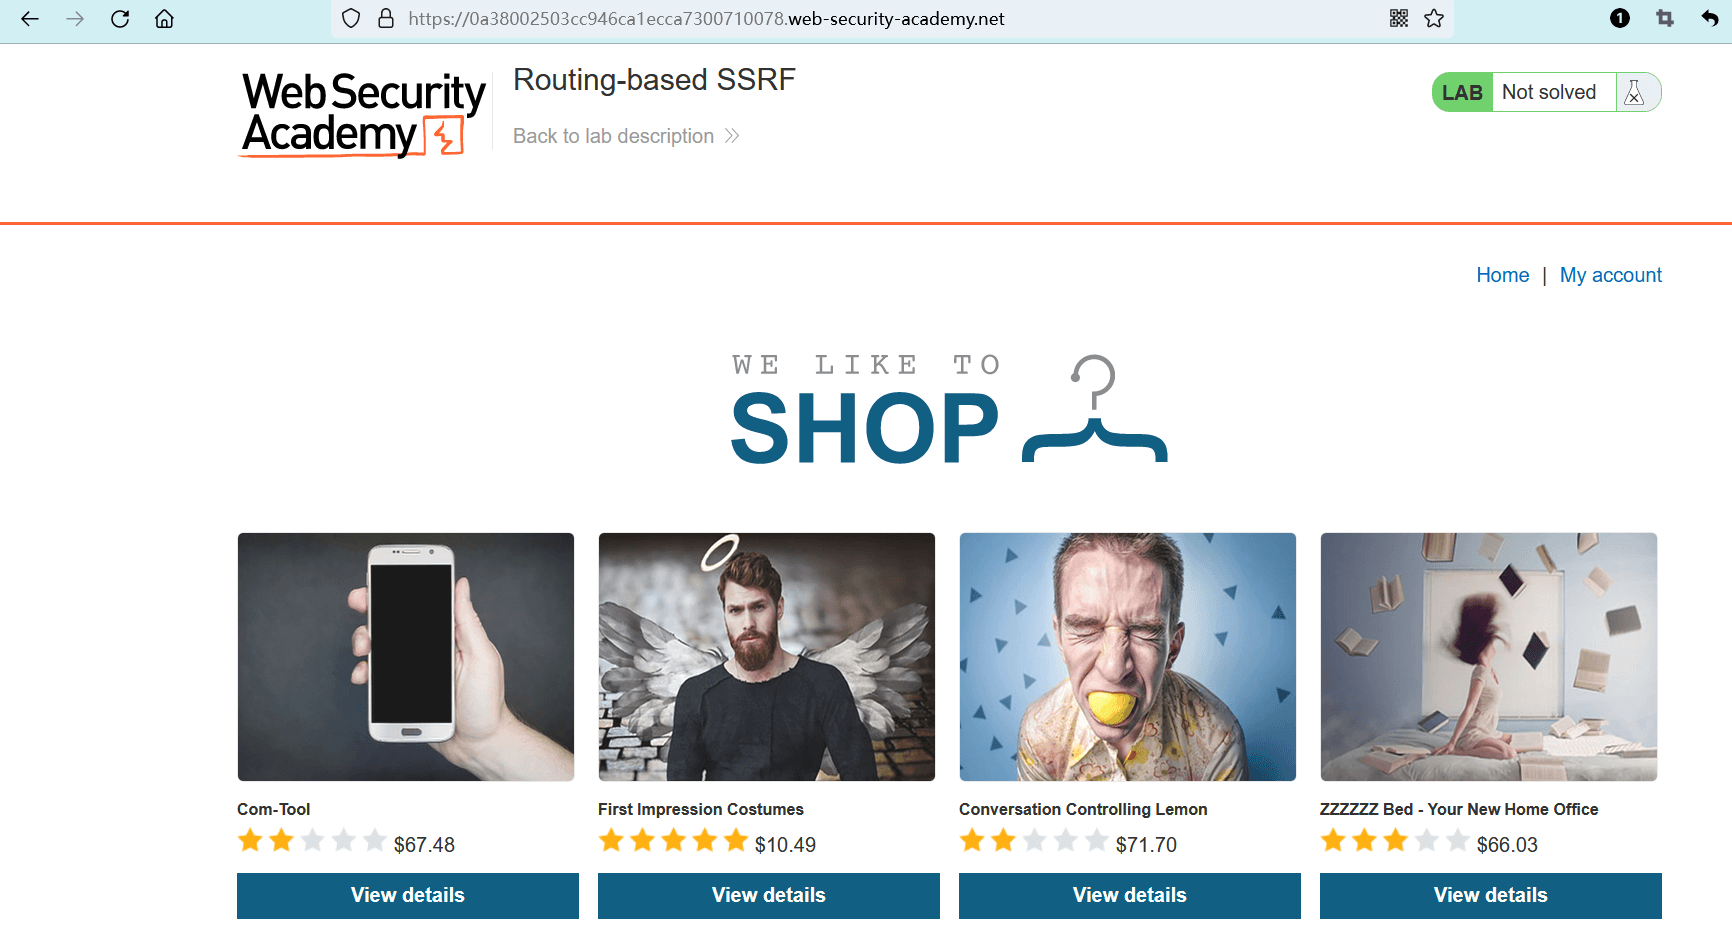 https://0a38002503cc946ca1ecca7300710078.web-security-academy.net
1
Web Security
Academy
Routing-based SSRF
Back to lab description
LAB Not solved
Home | My account
WE LIKE TO
SHOP
Com-Tool
$67.48
View details
First Impression Costumes
$10.49
View details
Conversation Controlling Lemon
$71.70
View details
ZZZZZZ Bed - Your New Home Office
$66.03
View details